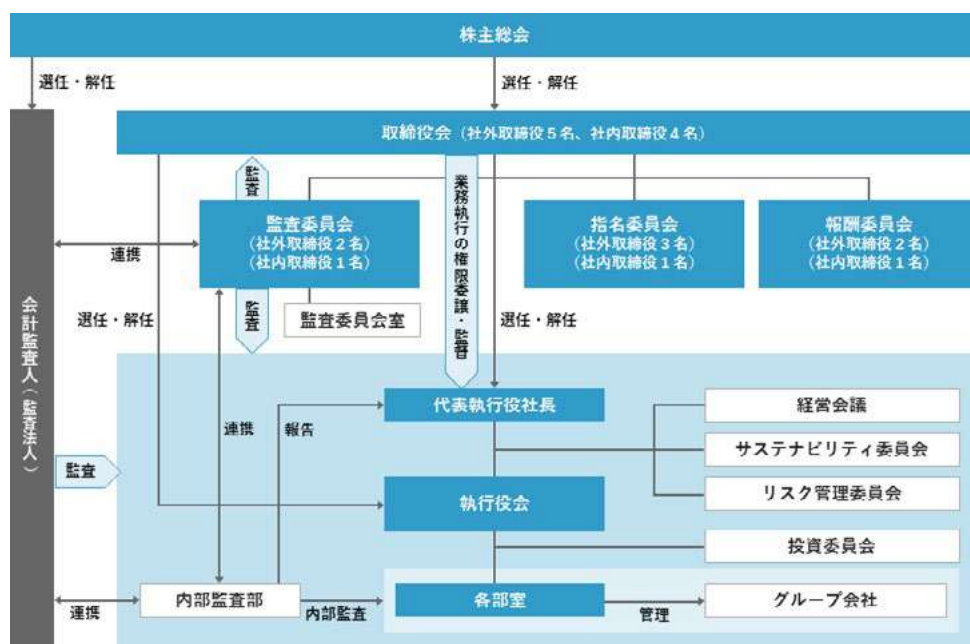 株主総会
選任・解任
選任・解任
取締役会（社外取締役５名、社内取締役４名）
監査
業務執行の権限委譲・監督
監査委員会
（社外取締役２名）
（社内取締役１名）
指名委員会
（社外取締役３名）
（社内取締役１名）
報酬委員会
（社外取締役２名）
（社内取締役１名）
連携
監査
監査委員会室
選任・解任
選任・解任
会計監査人（監査法人）
代表執行役社長
経営会議
連携
報告
サステナビリティ委員会
監査
執行役会
リスク管理委員会
投資委員会
連携
内部監査部
内部監査
各部室
管理
グループ会社